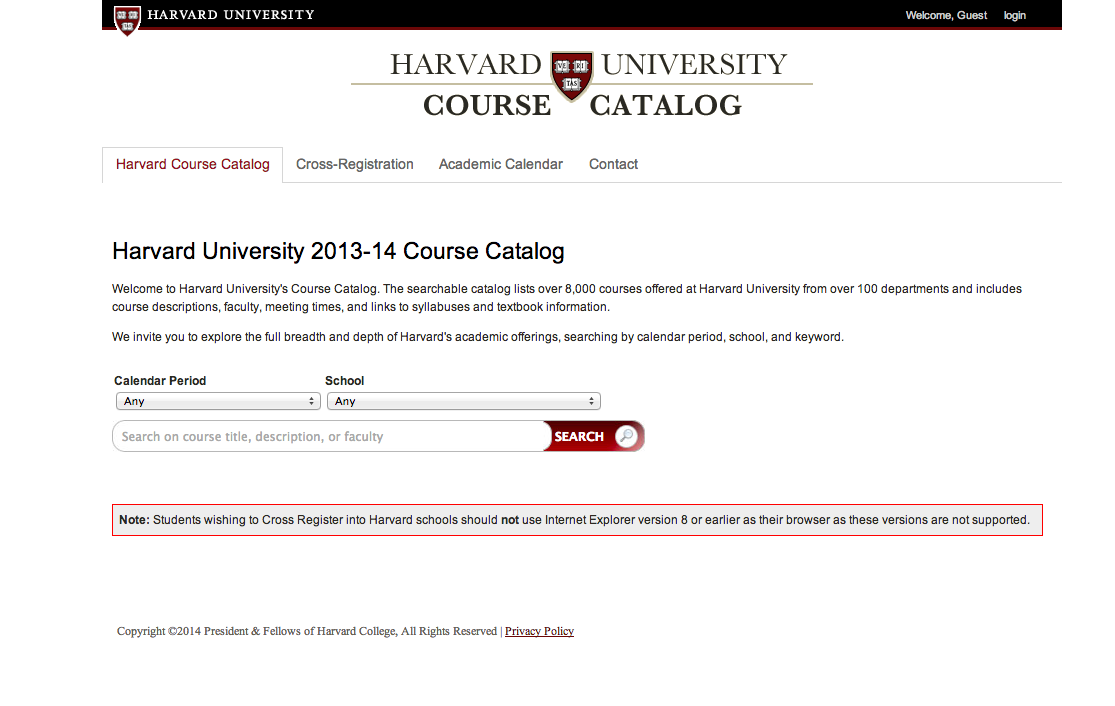 HARVARD UNIVERSITY
Welcome, Guest login
HARVARD VE RI TAS UNIVERSITY
COURSE CATALOG
Harvard Course Catalog Cross-Registration Academic Calendar Contact
Harvard University 2013-14 Course Catalog
Welcome to Harvard University's Course Catalog. The searchable catalog lists over 8,000 courses offered at Harvard University from over 100 departments and includes
course descriptions, faculty, meeting times, and links to syllabuses and textbook information.
We invite you to explore the full breadth and depth of Harvard's academic offerings, searching by calendar period, school, and keyword.
Calendar Period School
Any Any
Search on course title, description, or faculty SEARCH
Note: Students wishing to Cross Register into Harvard schools should not use Internet Explorer version 8 or earlier as their browser as these versions are not supported.
Copyright ©2014 President & Fellows of Harvard College, All Rights Reserved | Privacy Policy